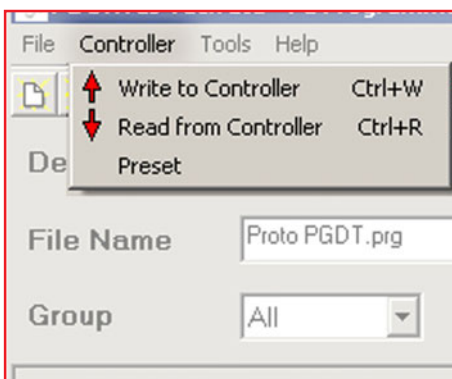 File Controller Tools Help
Write to Controller Ctrl+W
Read from Controller Ctrl+R
Preset
De
File Name Proto PGDT.prg
Group All